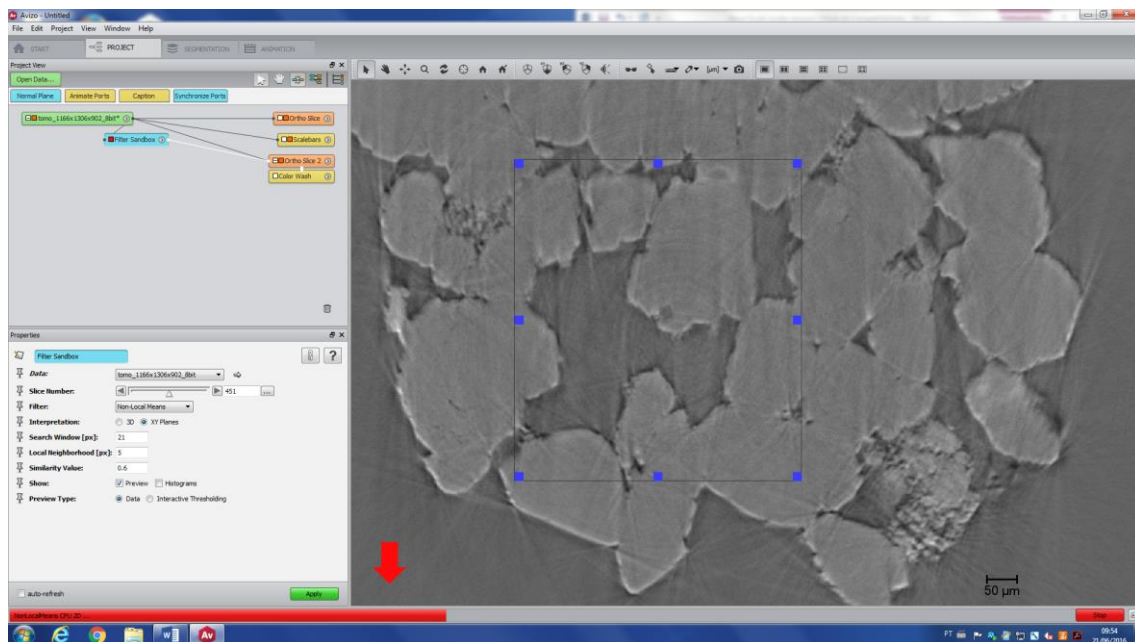 Avizo - Untitled
File Edit Project View Window Help
START PROJECT SEGMENTATION ANIMATION
Project View
Open Data...
Normal Plane Animate Ports Caption Synchronize Ports
tomo_1166x1306x902_8bit* Ortho Slice
Filter Sandbox Scalebars
Ortho Slice 2
Color Wash
Properties
Filter Sandbox ?
Data: tomo_1166x1306x902_8bit
Slice Number: 451 ...
Filter: Non-Local Means
Interpretation: 3D XY Planes
Search Window [px]: 21
Local Neighborhood [px]: 5
Similarity Value: 0.6
Show: Preview Histograms
Preview Type: Data Interactive Thresholding
50 µm
auto-refresh Apply
NonLocalMeans CPU 2D ... Stop
PT 09:54
21/06/2016